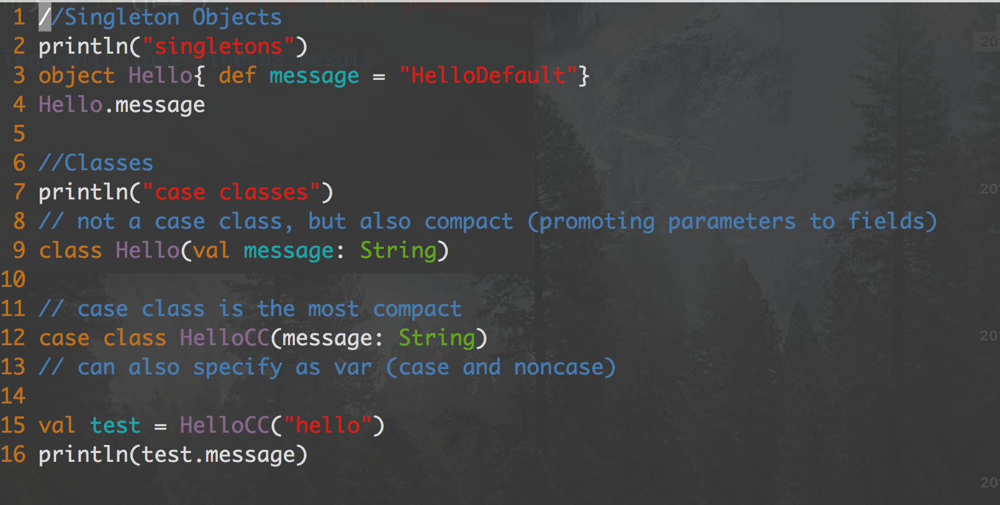 1 //Singleton Objects
2 println("singletons")
3 object Hello{ def message = "HelloDefault"}
4 Hello.message
5
6 //Classes
7 println("case classes")
8 // not a case class, but also compact (promoting parameters to fields)
9 class Hello(val message: String)
10
11 // case class is the most compact
12 case class HelloCC(message: String)
13 // can also specify as var (case and noncase)
14
15 val test = HelloCC("hello")
16 println(test.message)